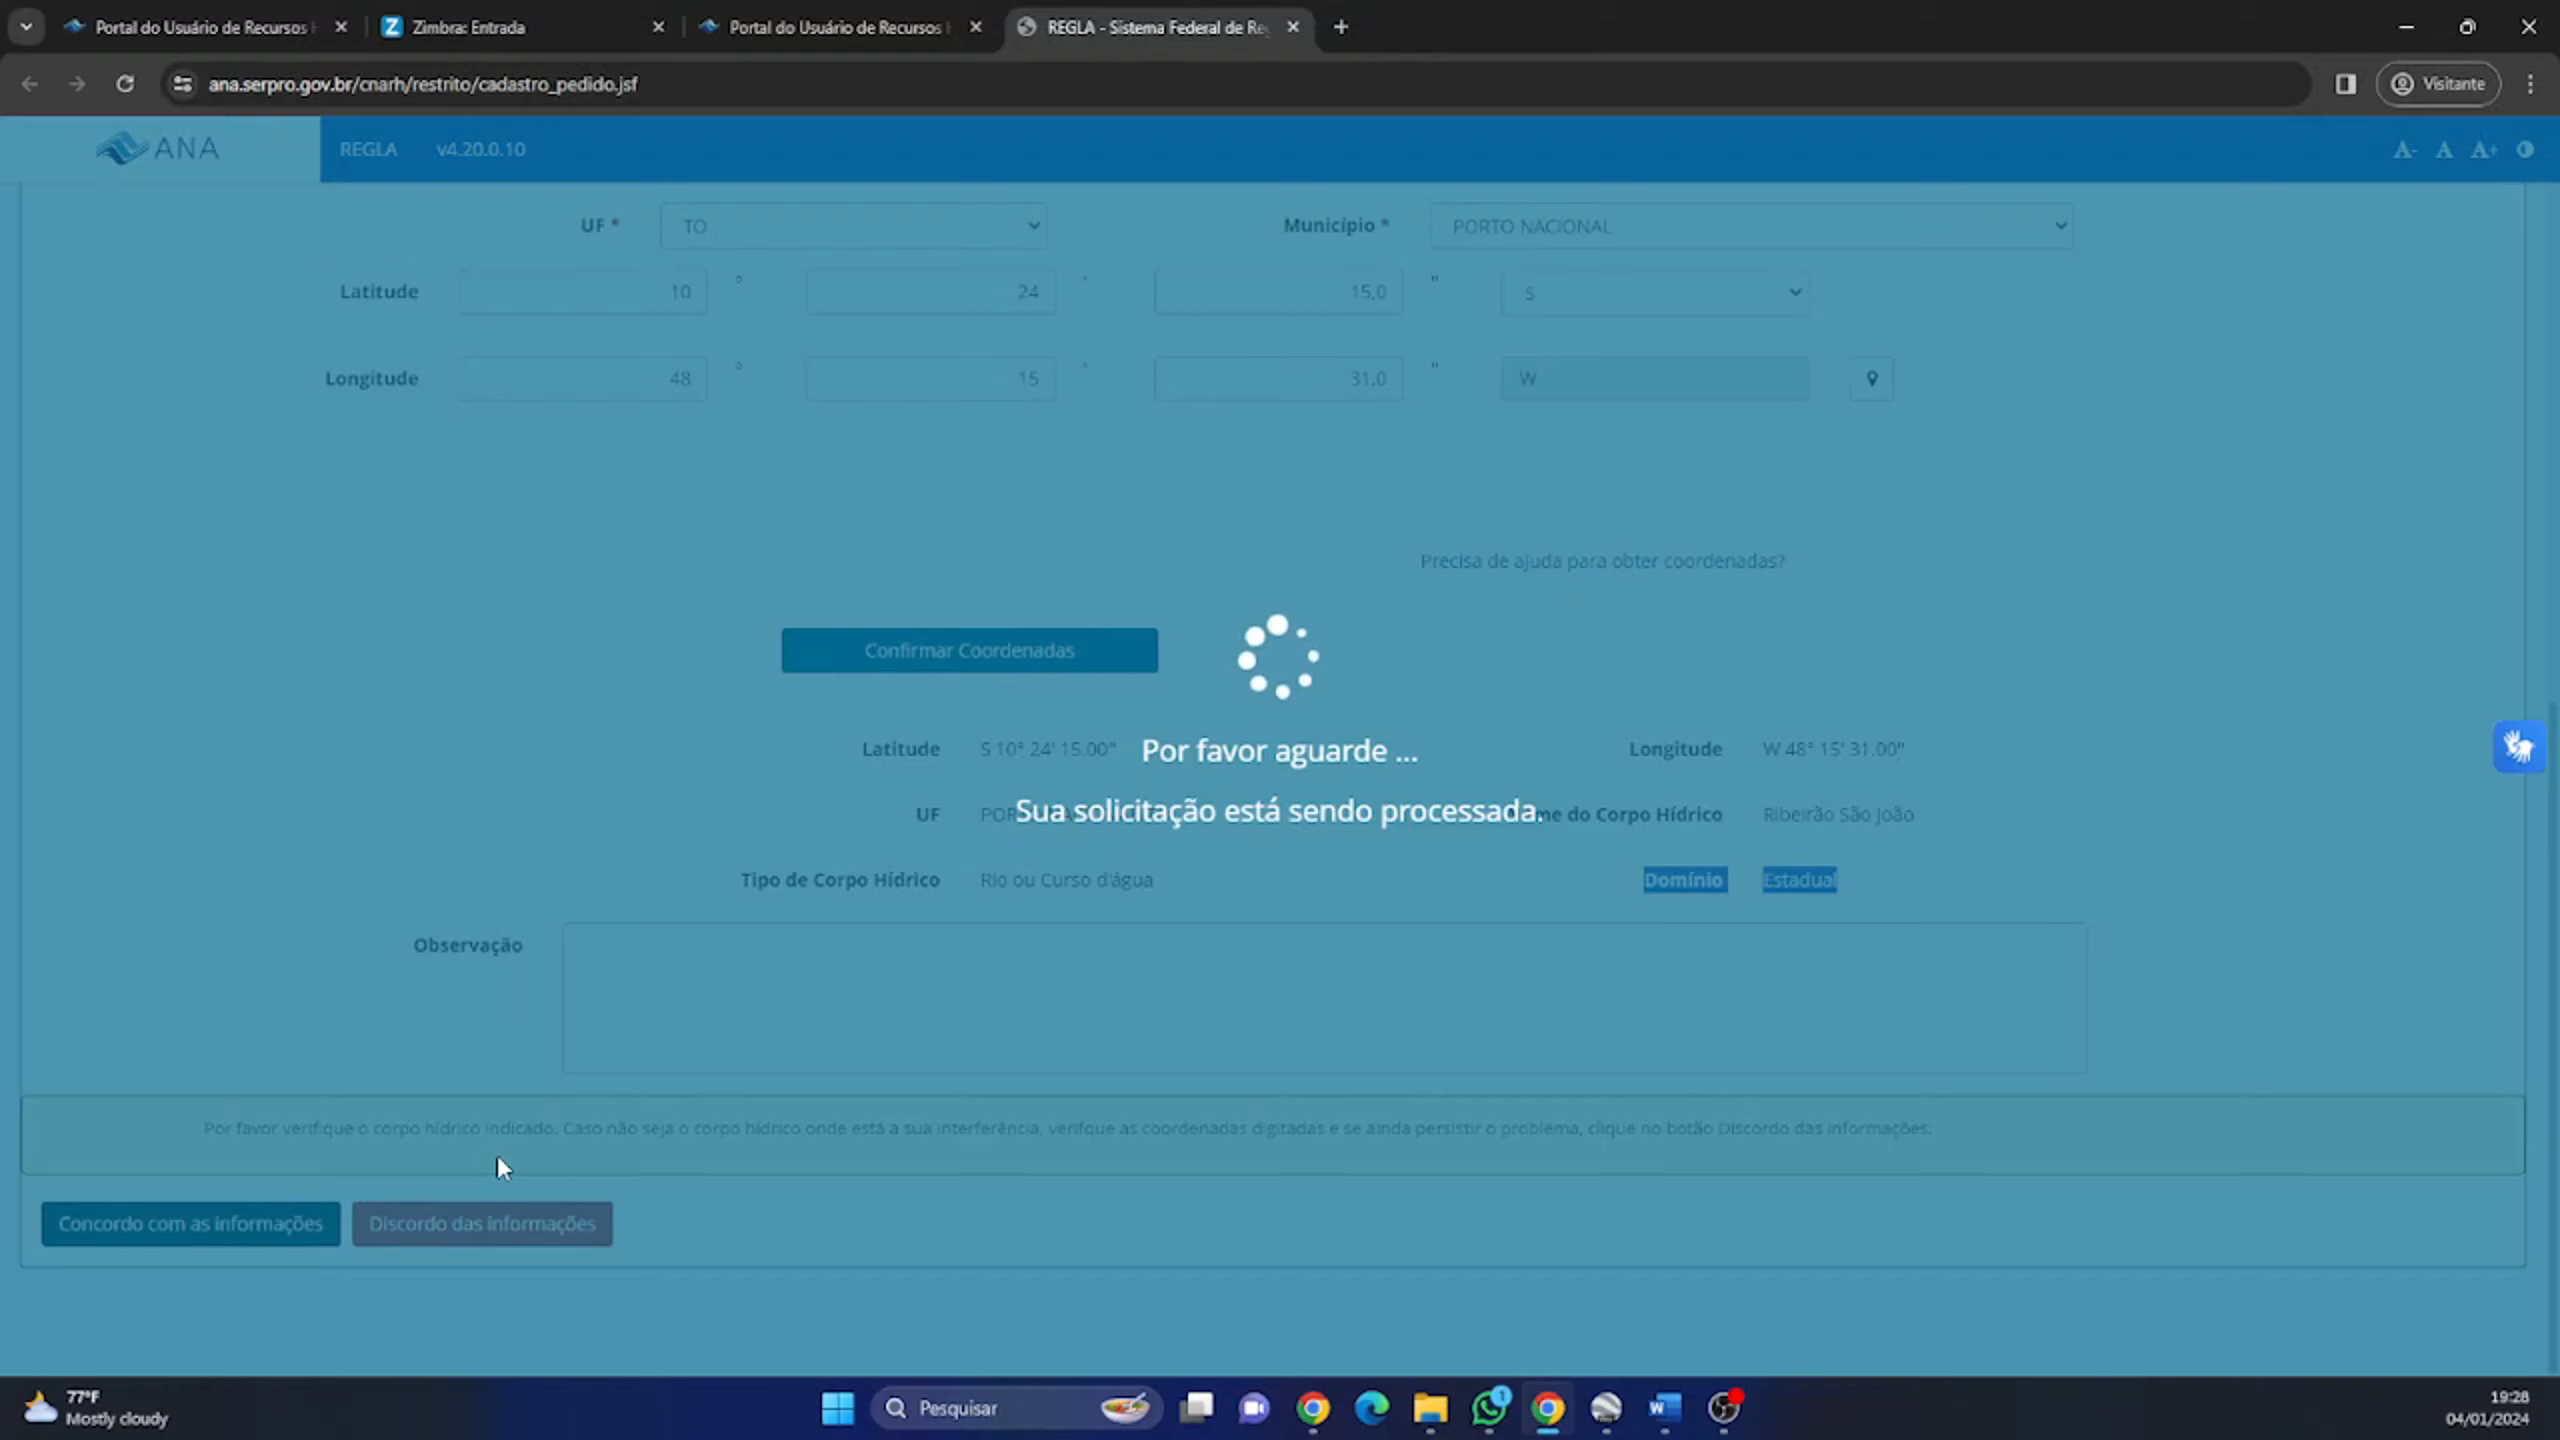 Portal do Usuário de Recursos H
Zimbra: Entrada
Portal do Usuário de Recursos
REGLA - Sistema Federal de Re
ana.serpro.gov.br/cnarh/restrito/cadastro_pedido.jsf
Visitante
ANA
REGLA v4.20.0.10
A- A A+
UF * TO Município * PORTO NACIONAL
Latitude 10 ° 24 ' 15,0 " S
Longitude 48 ° 15 ' 31,0 " W
Precisa de ajuda para obter coordenadas?
Confirmar Coordenadas
Latitude S 10° 24' 15.00" Longitude W 48° 15' 31.00"
Por favor aguarde ...
UF POR me do Corpo Hídrico Ribeirão São João
Sua solicitação está sendo processada.
Tipo de Corpo Hídrico Rio ou Curso d'água Domínio Estadual
Observação
Por favor verifique o corpo hídrico indicado. Caso não seja o corpo hídrico onde está a sua interferência, verifque as coordenadas digitadas e se ainda persistir o problema, clique no botão Discordo das informações.
Concordo com as informações Discordo das informações
77°F
Mostly cloudy
Pesquisar
1
19:28
04/01/2024